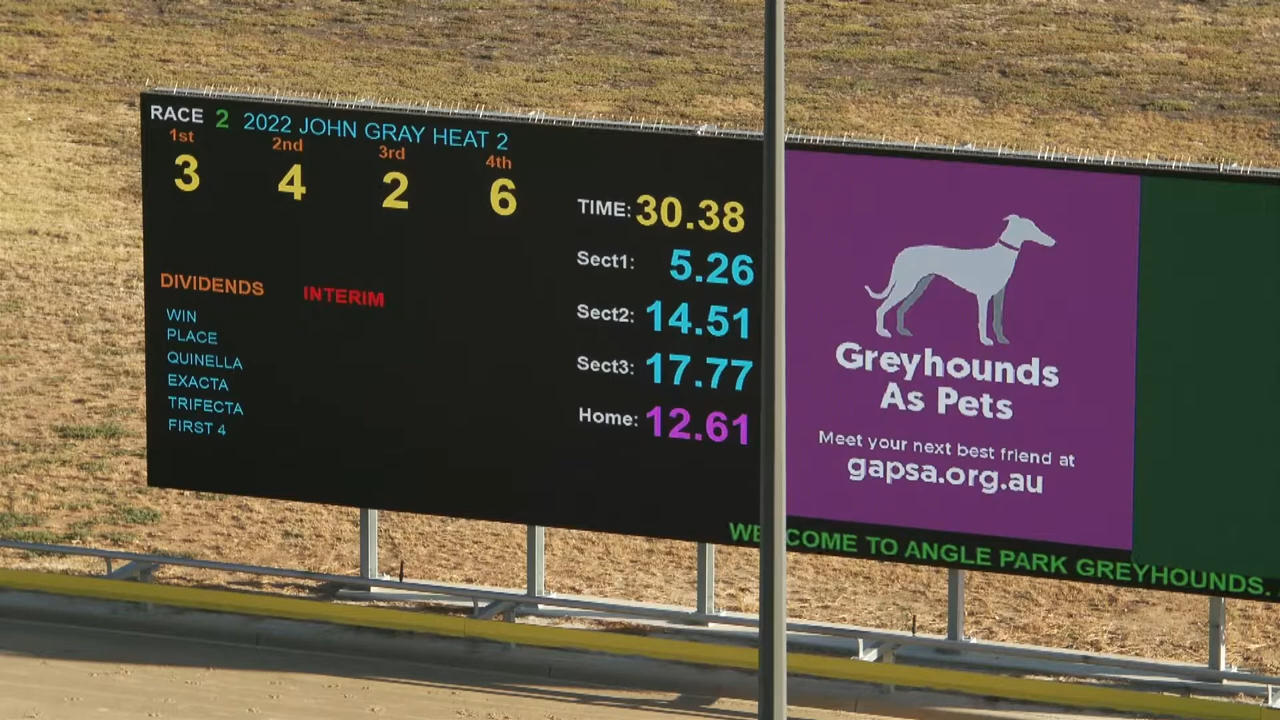 RACE 2 2022 JOHN GRAY HEAT 2
1st 2nd 3rd 4th
3 4 2 6
TIME: 30.38
Sect1: 5.26
Sect2: 14.51
Sect3: 17.77
Home: 12.61
DIVIDENDS INTERIM
WIN
PLACE
QUINELLA
EXACTA
TRIFECTA
FIRST 4
Greyhounds
As Pets
Meet your next best friend at
gapsa.org.au
WE COME TO ANGLE PARK GREYHOUNDS.